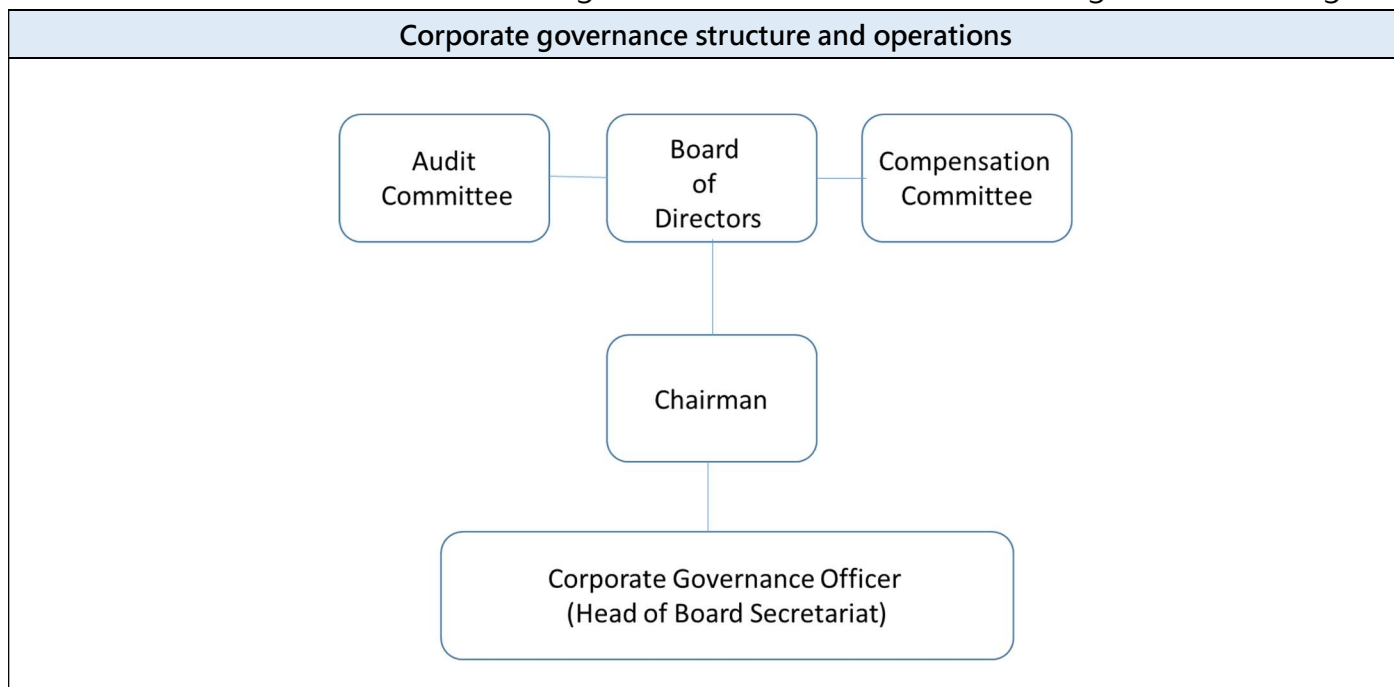 Corporate governance structure and operations
Audit
Committee
Board
of
Directors
Compensation
Committee
Chairman
Corporate Governance Officer
(Head of Board Secretariat)